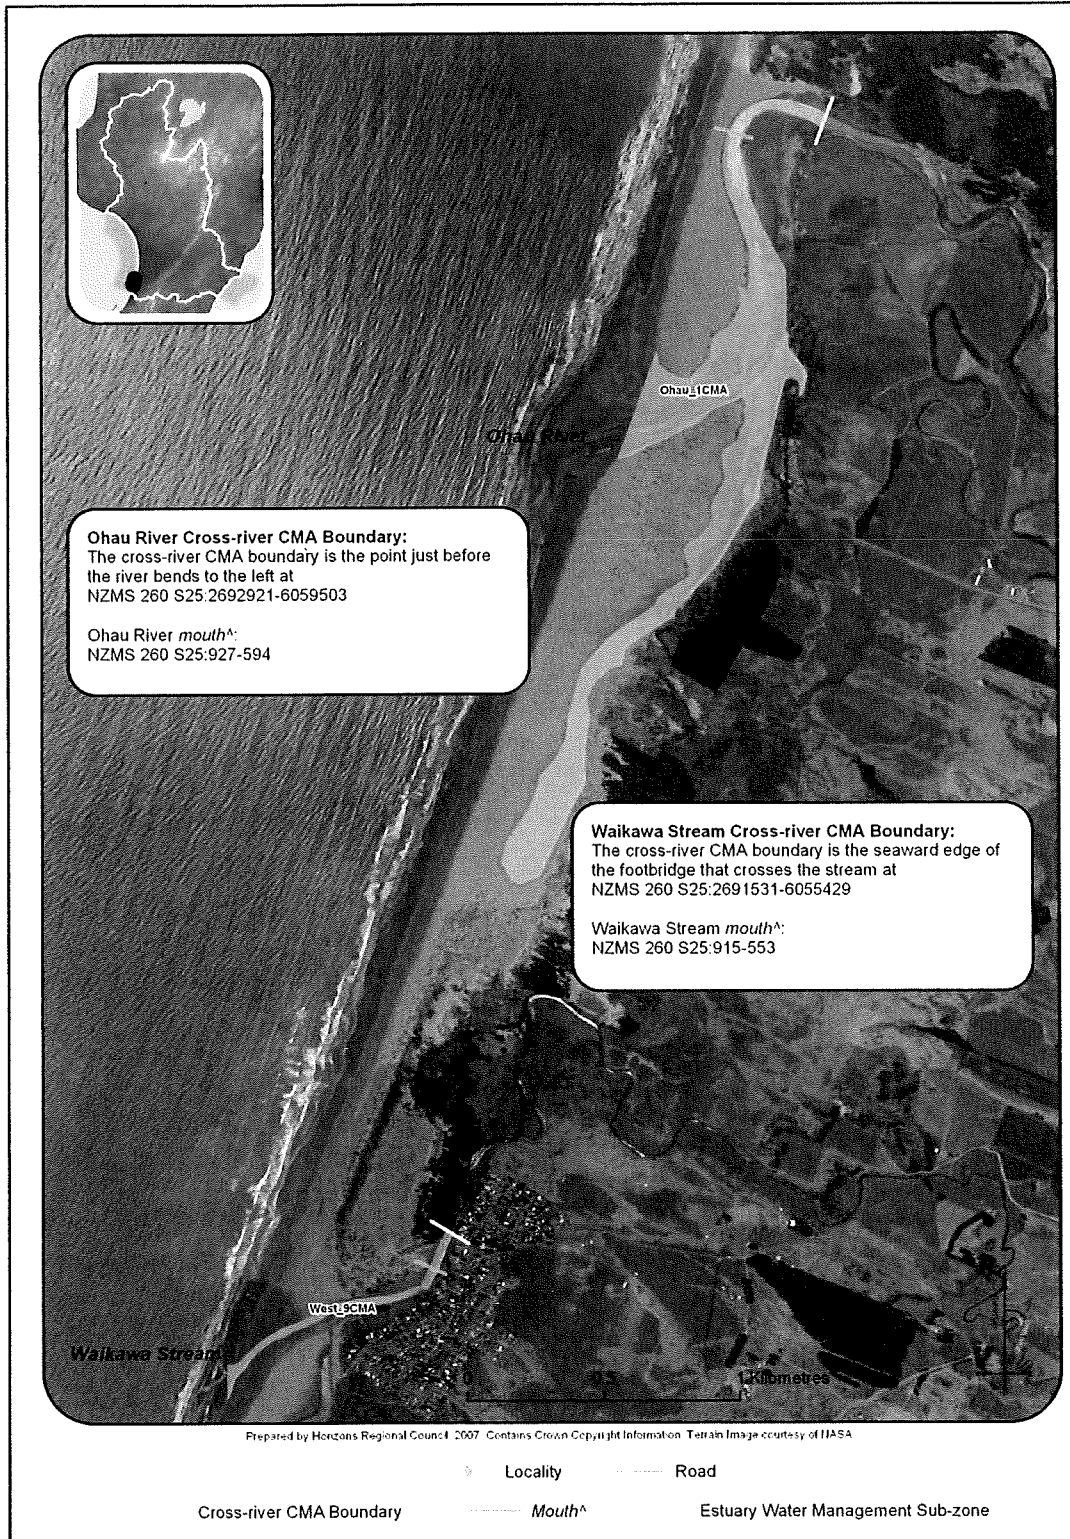 Ohau_1CMA
Ohau River
Ohau River Cross-river CMA Boundary:
The cross-river CMA boundary is the point just before
the river bends to the left at
NZMS 260 S25:2692921-6059503
Ohau River mouth^:
NZMS 260 S25:927-594
Waikawa Stream Cross-river CMA Boundary:
The cross-river CMA boundary is the seaward edge of
the footbridge that crosses the stream at
NZMS 260 S25:2691531-6055429
Waikawa Stream mouth^:
NZMS 260 S25:915-553
West_9CMA
Waikawa Stream
0 0.5 1 Kilometres
Prepared by Horizons Regional Council 2007. Contains Crown Copyright Information. Terrain Image courtesy of NASA
Locality Road
Cross-river CMA Boundary Mouth^ Estuary Water Management Sub-zone